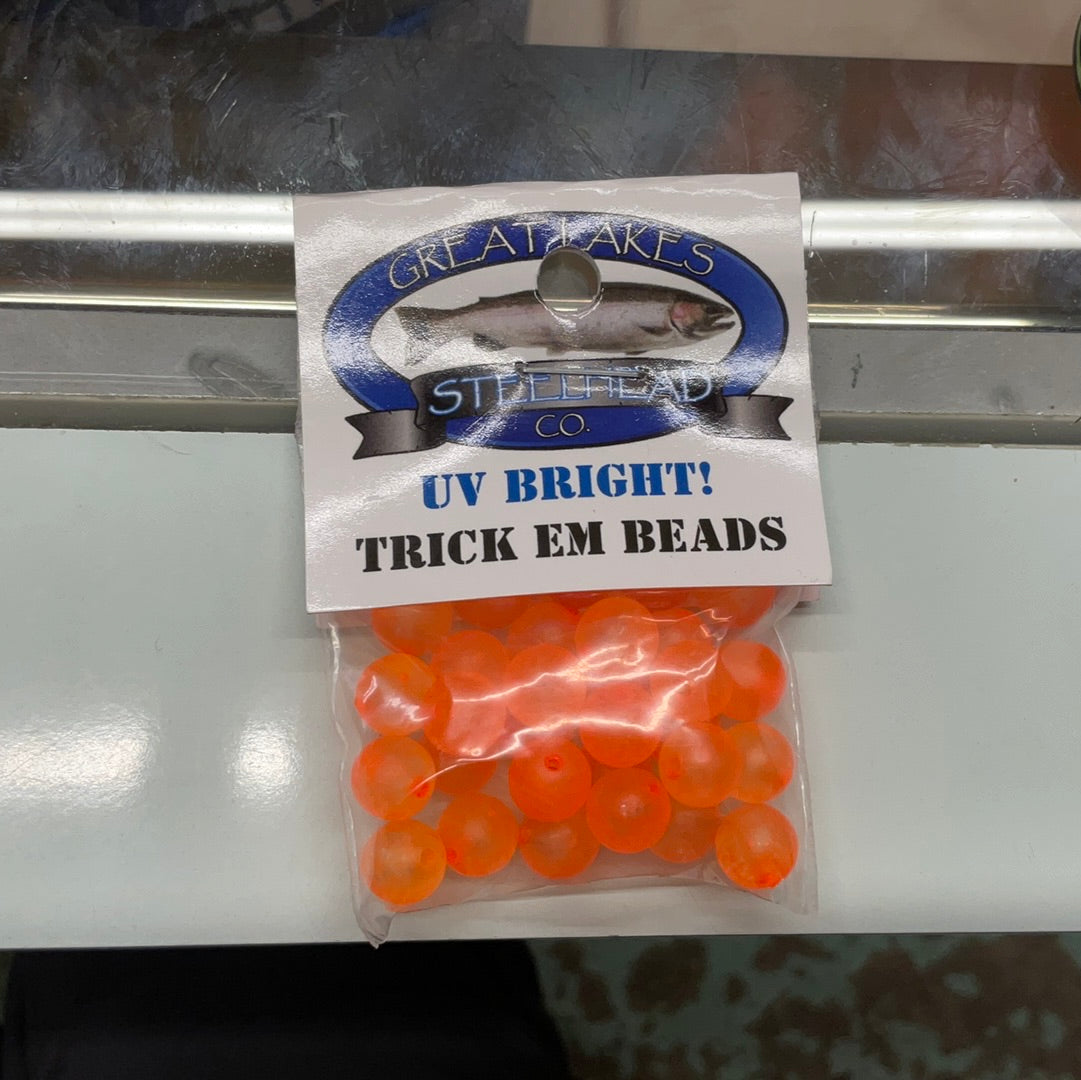 GREAT LAKES
STEELHEAD
CO.
UV BRIGHT!
TRICK EM BEADS